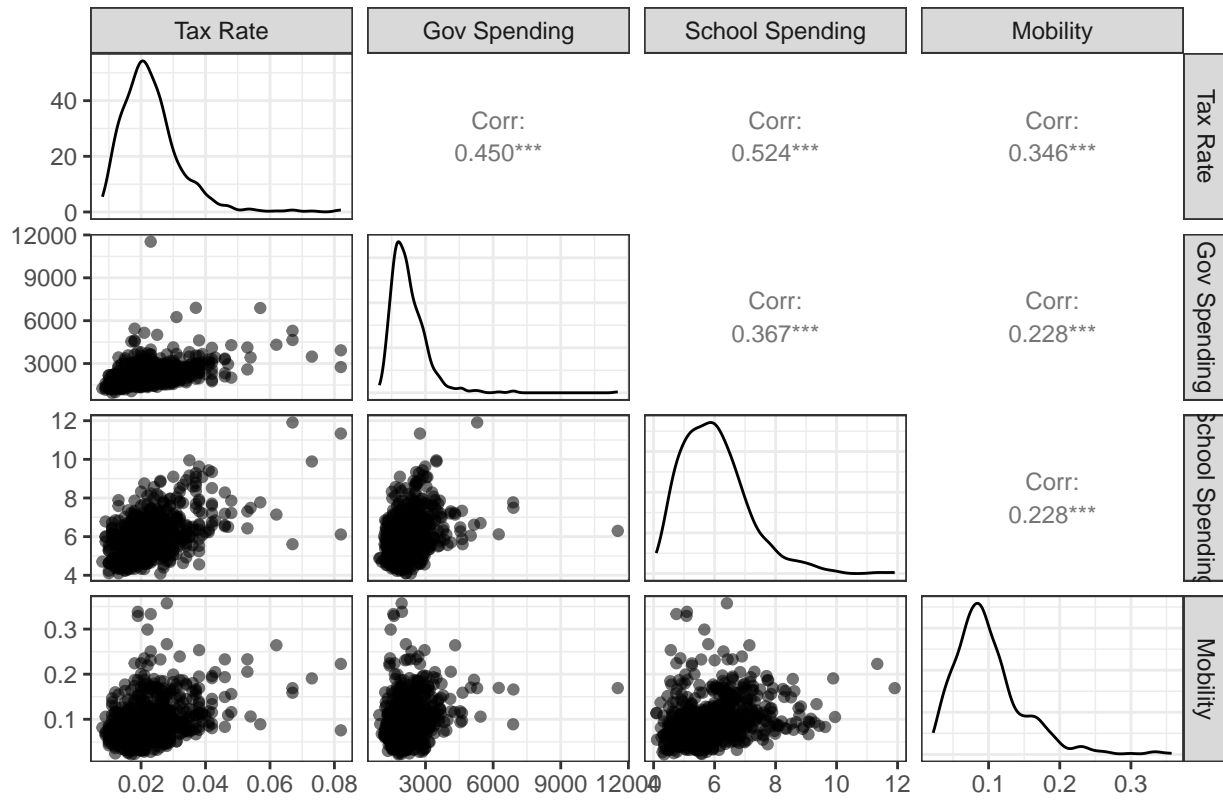 Tax Rate Gov Spending School Spending Mobility
40
20
0
Corr:
0.450***
Corr:
0.524***
Corr:
0.346***
Tax Rate
12000
9000
6000
3000
Corr:
0.367***
Corr:
0.228***
Gov Spending
12
10
8
6
4
Corr:
0.228***
School Spending
0.3
0.2
0.1
Mobility
0.02 0.04 0.06 0.08 3000 6000 9000 12000 4 6 8 10 12 0.1 0.2 0.3